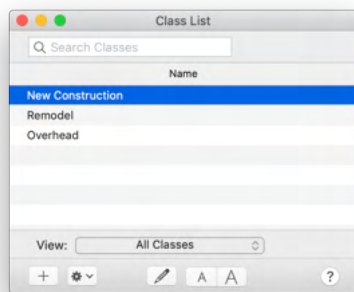 Class List
Search Classes
Name
New Construction
Remodel
Overhead
View: All Classes
+ A A ?